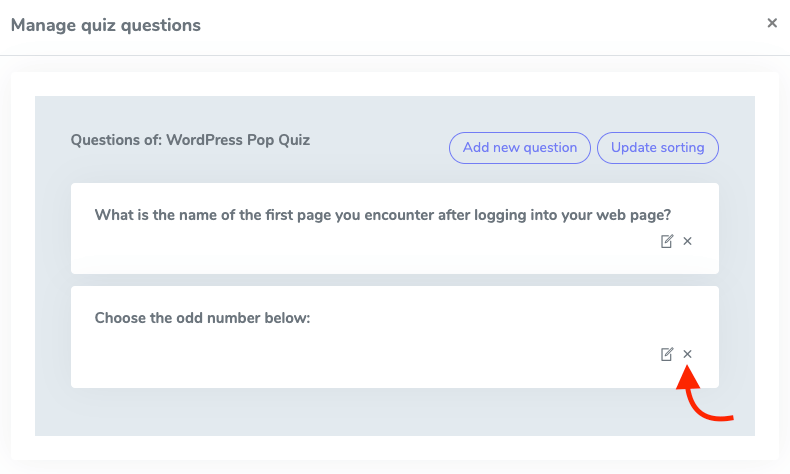 Manage quiz questions
Questions of: WordPress Pop Quiz
Add new question
Update sorting
What is the name of the first page you encounter after logging into your web page?
Choose the odd number below: